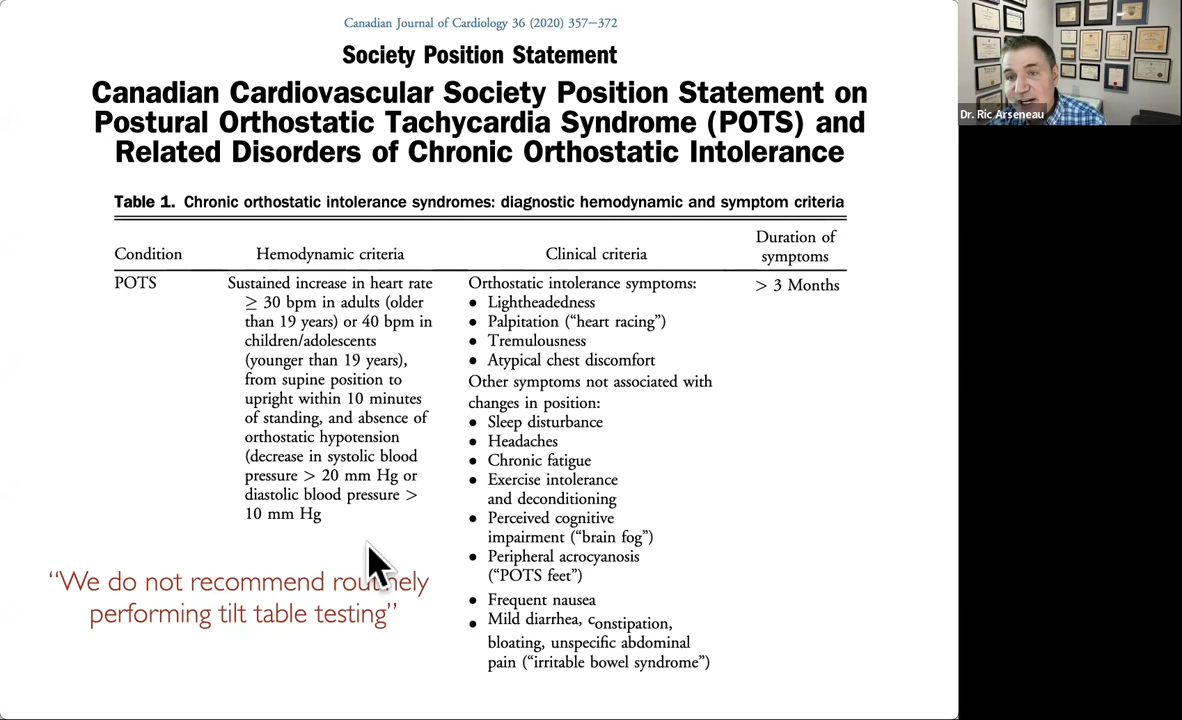 Canadian Journal of Cardiology 36 (2020) 357–372
Society Position Statement
Canadian Cardiovascular Society Position Statement on
Postural Orthostatic Tachycardia Syndrome (POTS) and
Related Disorders of Chronic Orthostatic Intolerance
Table 1. Chronic orthostatic intolerance syndromes: diagnostic hemodynamic and symptom criteria
Condition
Hemodynamic criteria
Clinical criteria
Duration of
symptoms
POTS
Sustained increase in heart rate
≥ 30 bpm in adults (older
than 19 years) or 40 bpm in
children/adolescents
(younger than 19 years),
from supine position to
upright within 10 minutes
of standing, and absence of
orthostatic hypotension
(decrease in systolic blood
pressure > 20 mm Hg or
diastolic blood pressure >
10 mm Hg
Orthostatic intolerance symptoms:
• Lightheadedness
• Palpitation (“heart racing”)
• Tremulousness
• Atypical chest discomfort
Other symptoms not associated with
changes in position:
• Sleep disturbance
• Headaches
• Chronic fatigue
• Exercise intolerance
and deconditioning
• Perceived cognitive
impairment (“brain fog”)
• Peripheral acrocyanosis
(“POTS feet”)
• Frequent nausea
• Mild diarrhea, constipation,
bloating, unspecific abdominal
pain (“irritable bowel syndrome”)
> 3 Months
“We do not recommend routinely
performing tilt table testing”
Dr. Ric Arseneau